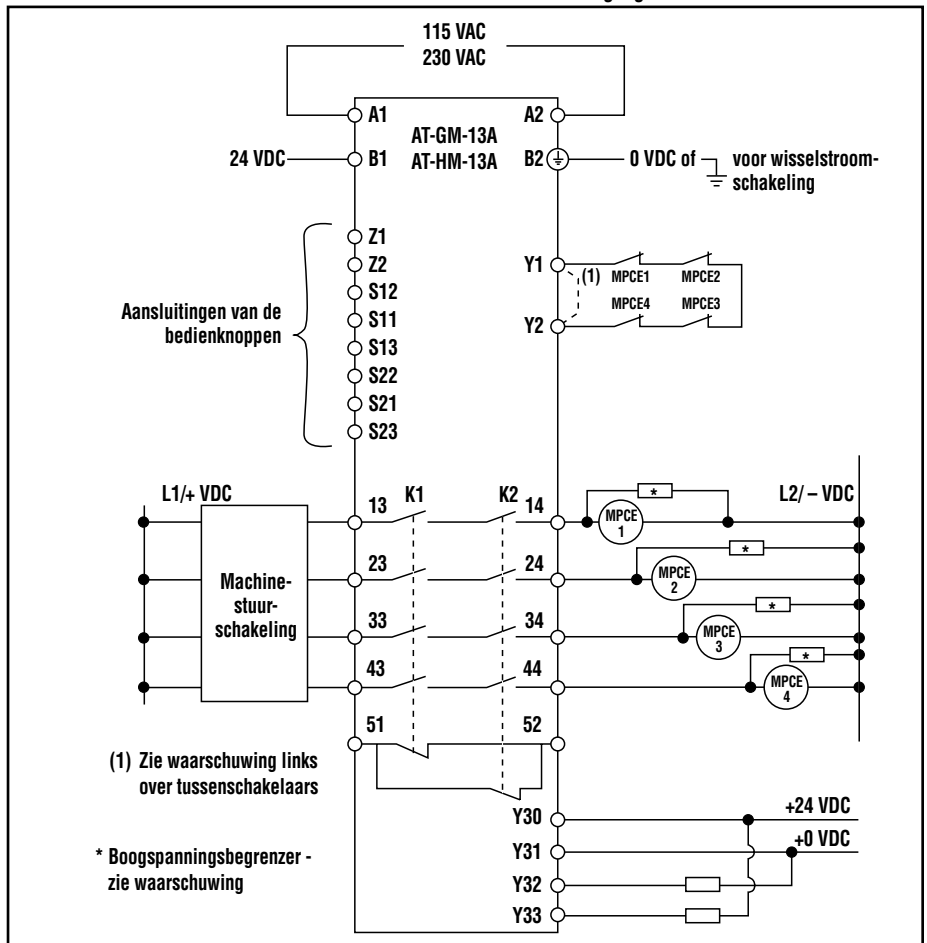 115 VAC
230 VAC
A1
A2
AT-GM-13A
AT-HM-13A
24 VDC
B1
B2
0 VDC of
voor wisselstroom-
schakeling
Z1
Z2
S12
S11
S13
S22
S21
S23
Aansluitingen van de
bedienknoppen
Y1
(1)
MPCE1
MPCE2
MPCE4
MPCE3
Y2
L1/+ VDC
L2/ – VDC
13
K1
K2
14
*
MPCE
1
23
24
*
MPCE
2
Machine-
stuur-
schakeling
33
34
*
MPCE
3
43
44
*
MPCE
4
51
52
(1) Zie waarschuwing links
over tussenschakelaars
* Boogspanningsbegrenzer -
zie waarschuwing
Y30
+24 VDC
Y31
+0 VDC
Y32
Y33